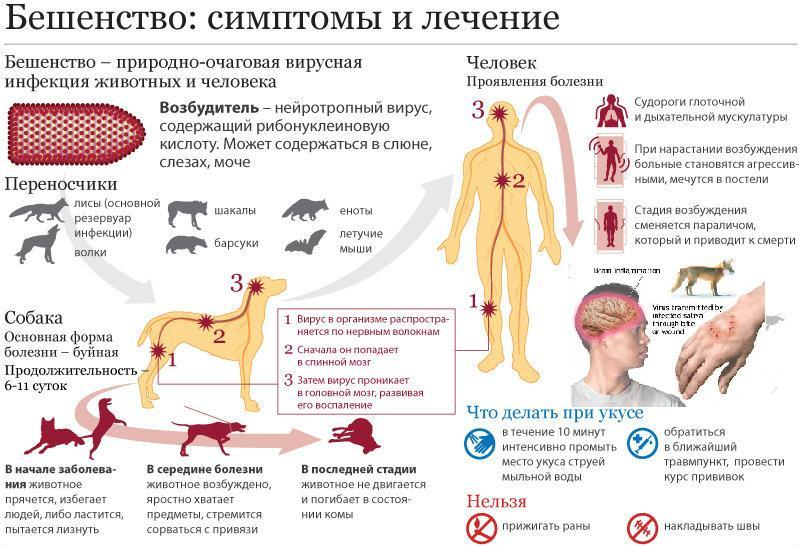 Бешенство: симптомы и лечение
Бешенство – природно-очаговая вирусная
инфекция животных и человека
Возбудитель – нейротропный вирус,
содержащий рибонуклеиновую
кислоту. Может содержаться в слюне,
слезах, моче
Переносчики
лисы (основной
резервуар
инфекции)
волки
шакалы
барсуки
еноты
летучие
мыши
Собака
Основная форма
болезни – буйная
Продолжительность –
6-11 суток
3
2
1
1 Вирус в организме распростра-
няется по нервным волокнам
2 Сначала он попадает
в спинной мозг
3 Затем вирус проникает
в головной мозг, развивая
его воспаление
В начале заболева-
ния животное
прячется, избегает
людей, либо ластится,
пытается лизнуть
В середине болезни
животное возбуждено,
яростно хватает
предметы, стремится
сорваться с привязи
В последней стадии
животное не двигается
и погибает в состоя-
нии комы
Человек
Проявления болезни
3
2
1
Судороги глоточной
и дыхательной мускулатуры
При нарастании возбуждения
больные становятся агрессив-
ными, мечутся в постели
Стадия возбуждения
сменяется параличом,
который и приводит к смерти
Brain inflammation
Virus transmitted by
infected saliva
through bite
or wound
Что делать при укусе
в течение 10 минут
интенсивно промыть
место укуса струей
мыльной воды
обратиться
в ближайший
травмпункт, провести
курс прививок
Нельзя
прижигать раны
накладывать швы